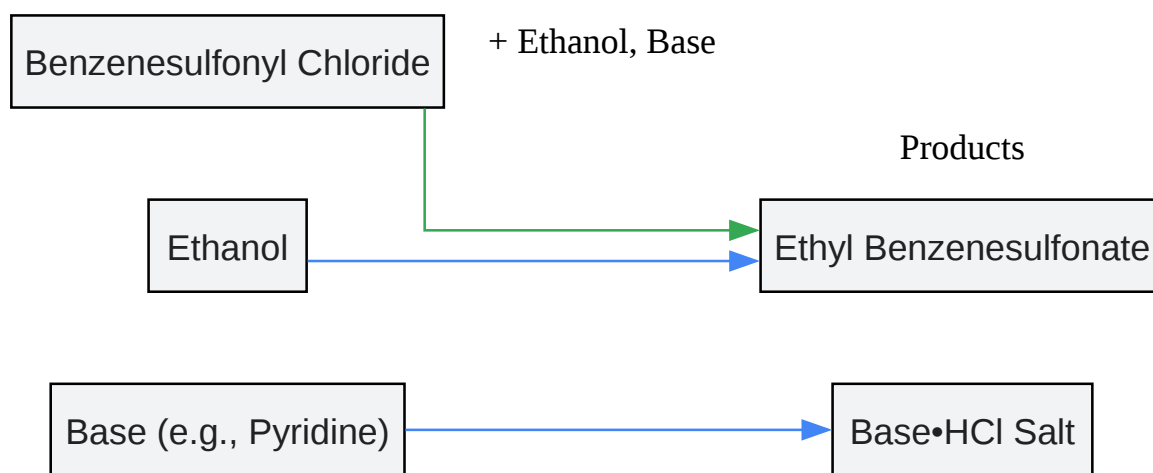 Benzenesulfonyl Chloride
+ Ethanol, Base
Products
Ethanol
Ethyl Benzenesulfonate
Base (e.g., Pyridine)
Base•HCl Salt